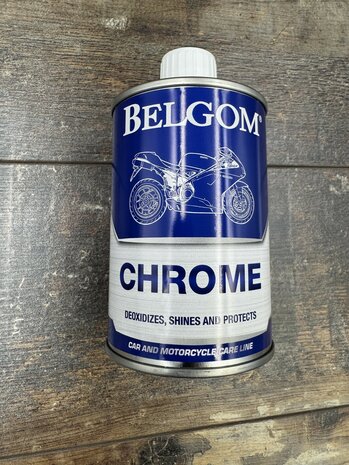 BELGOM®
CHROME
DEOXIDIZES, SHINES AND PROTECTS
CAR AND MOTORCYCLE CARE LINE